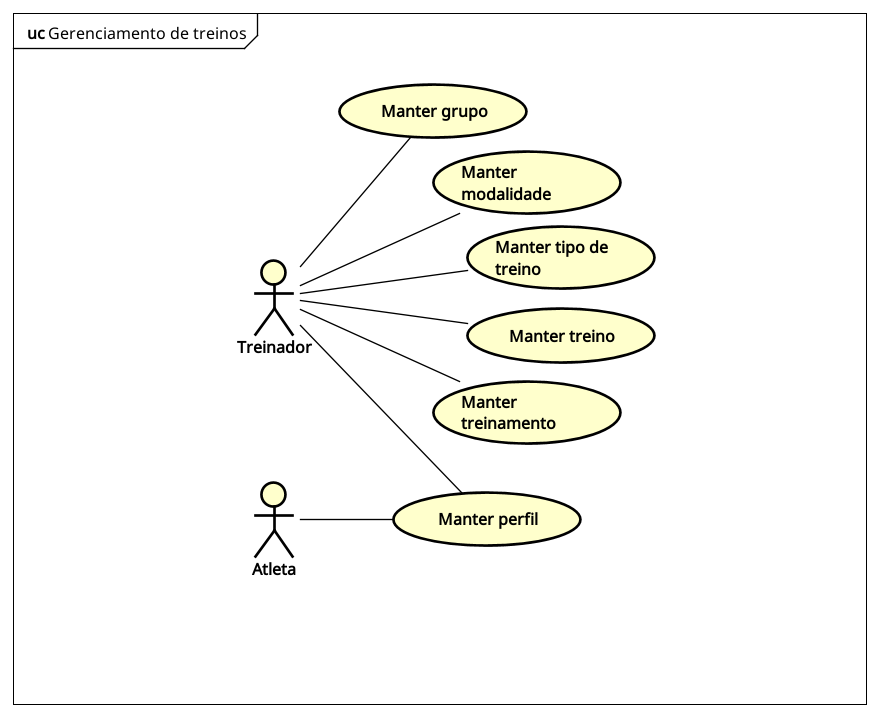 uc Gerenciamento de treinos
Manter grupo
Manter
modalidade
Manter tipo de
treino
Manter treino
Treinador
Manter
treinamento
Manter perfil
Atleta